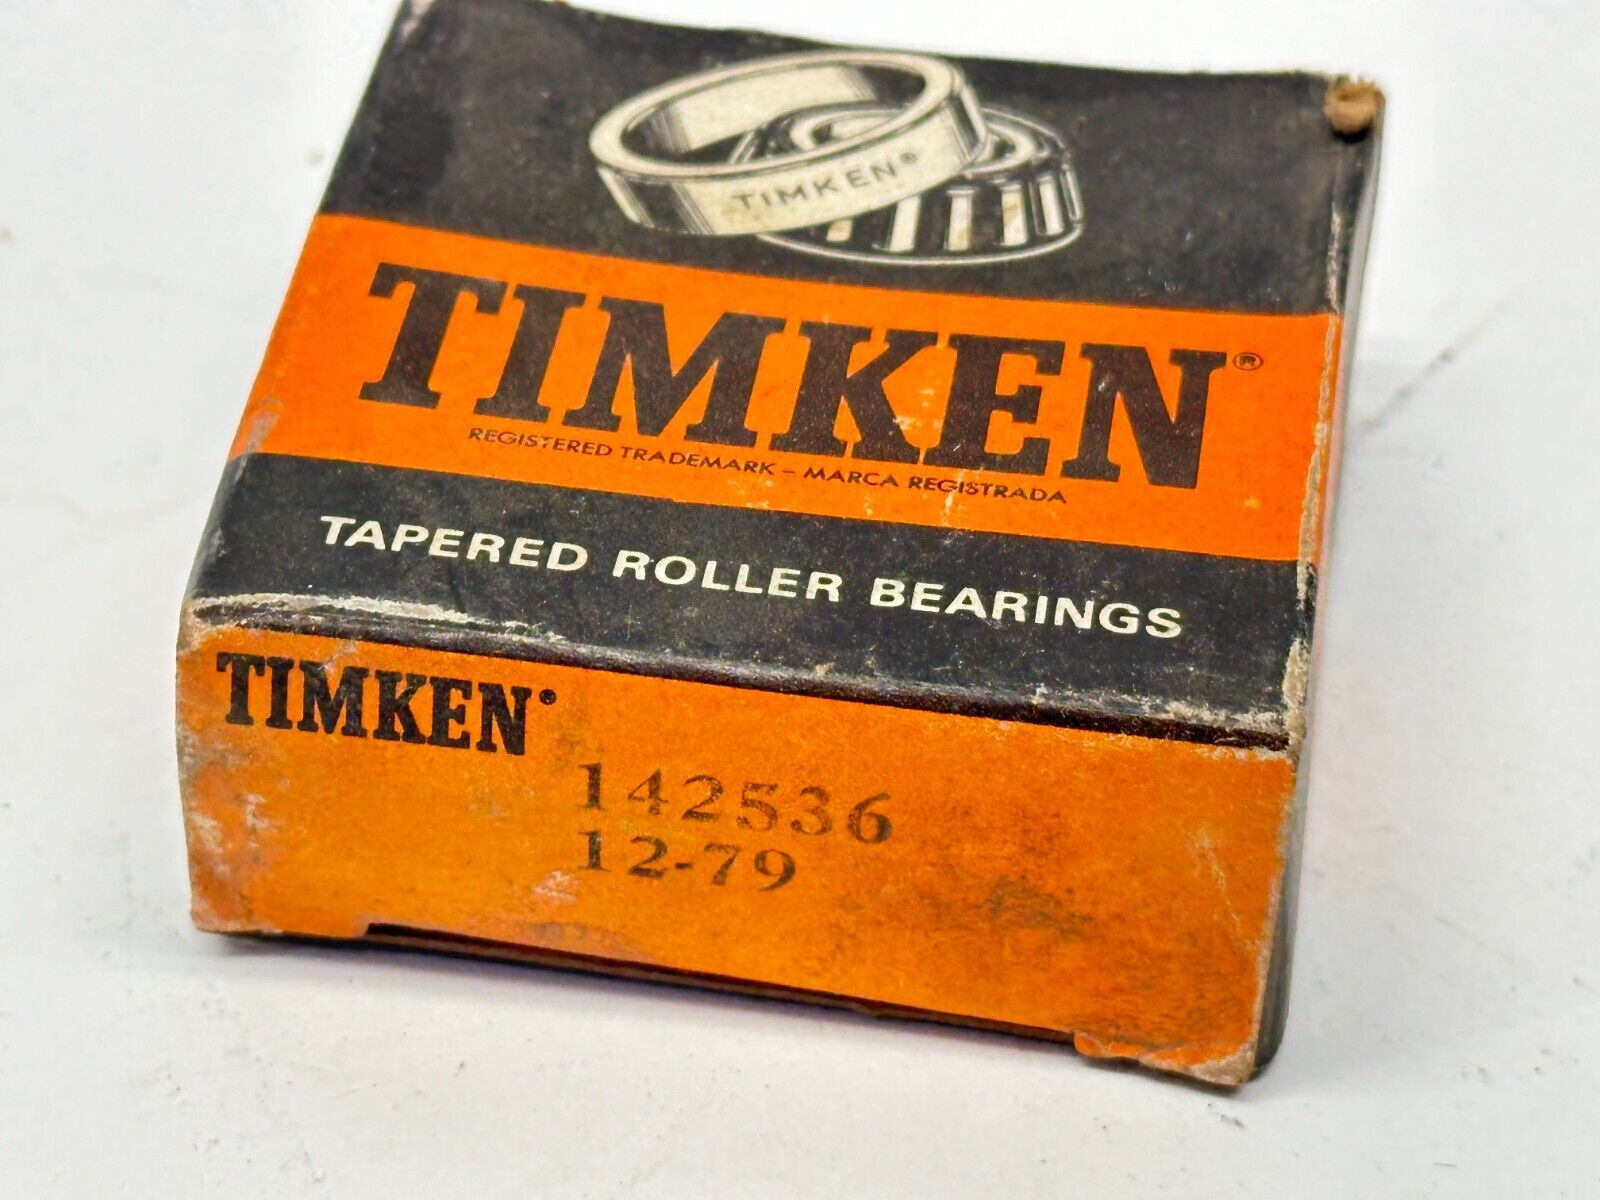 TIMKEN®
TIMKEN®
REGISTERED TRADEMARK – MARCA REGISTRADA
TAPERED ROLLER BEARINGS
TIMKEN®
142536
12-79